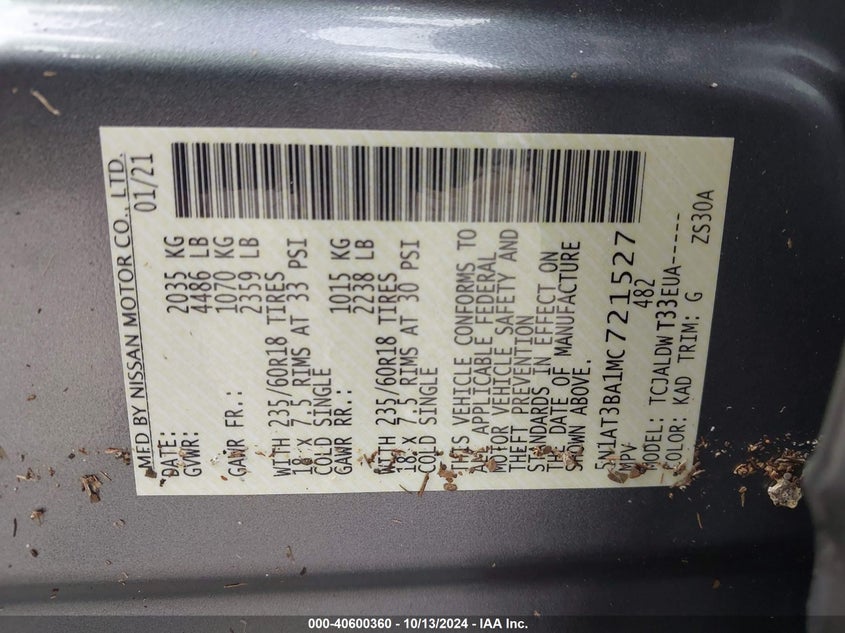 MFD BY NISSAN MOTOR CO., LTD.
DATE: 01/21
GVWR: 2035 KG
4486 LB
GAWR FR.: 1070 KG
2359 LB
WITH 235/60R18 TIRES
18 X 7.5 RIMS AT 33 PSI
COLD SINGLE
GAWR RR.: 1015 KG
2238 LB
WITH 235/60R18 TIRES
18 X 7.5 RIMS AT 30 PSI
COLD SINGLE
THIS VEHICLE CONFORMS TO
ALL APPLICABLE FEDERAL
MOTOR VEHICLE SAFETY AND
THEFT PREVENTION
STANDARDS IN EFFECT ON
THE DATE OF MANUFACTURE
SHOWN ABOVE.
5N1AT3BA1MC721527
MPV 482
MODEL: TCJALDWT33EUA------
COLOR: KAD TRIM: G ZS30A
000-40600360 - 10/13/2024 - IAA Inc.